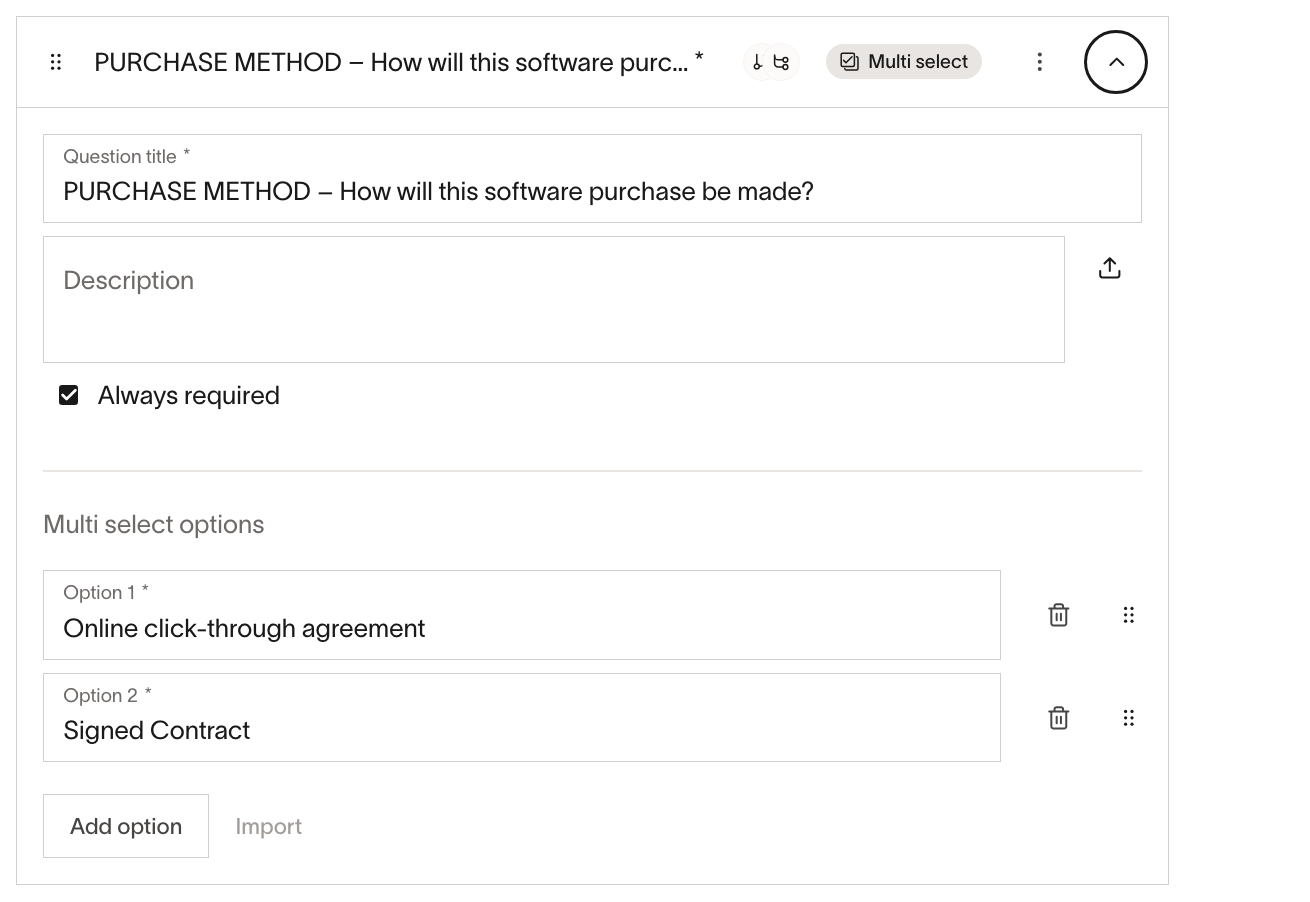 PURCHASE METHOD – How will this software purc... *
Multi select
Question title *
PURCHASE METHOD – How will this software purchase be made?
Description
Always required
Multi select options
Option 1 *
Online click-through agreement
Option 2 *
Signed Contract
Add option
Import